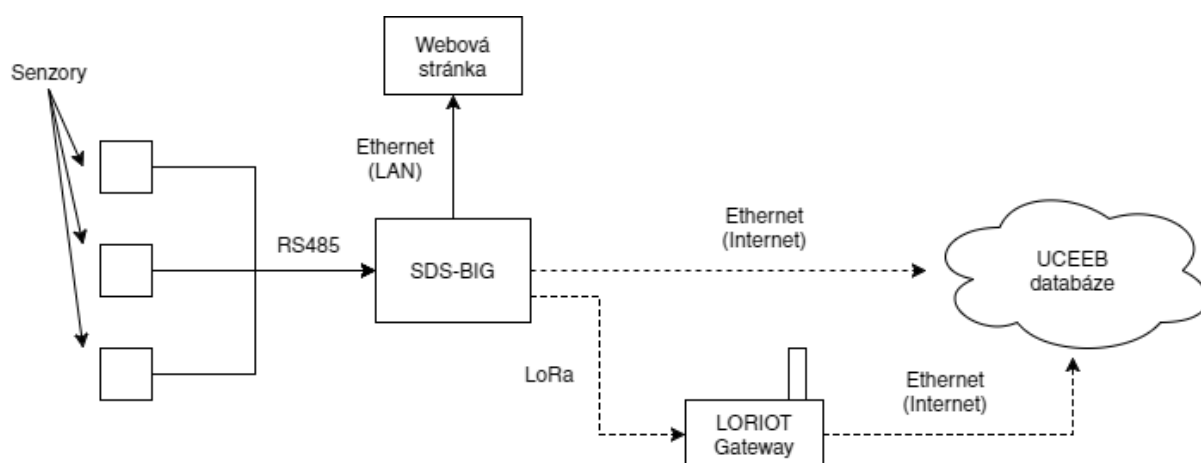 Webová
stránka
Senzory
Ethernet
(LAN)
RS485
SDS-BIG
Ethernet
(Internet)
UCEEB
databáze
LoRa
Ethernet
(Internet)
LORIOT
Gateway